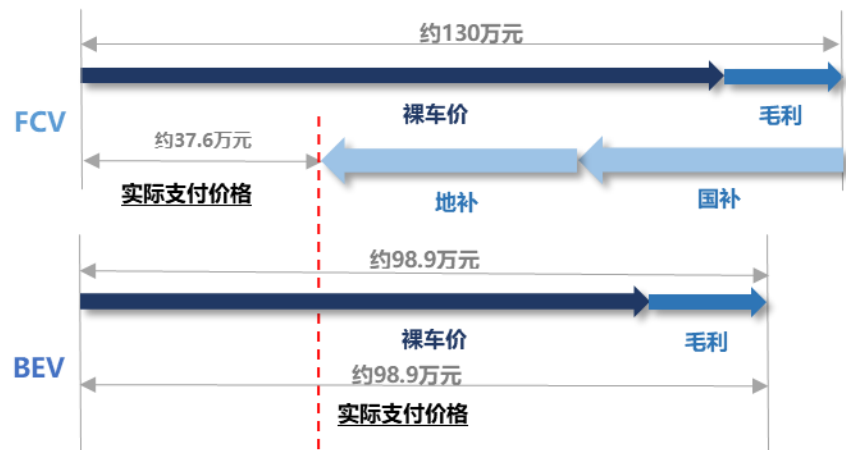 约130万元
裸车价
毛利
FCV
约37.6万元
实际支付价格
地补
国补
约98.9万元
裸车价
毛利
BEV
约98.9万元
实际支付价格